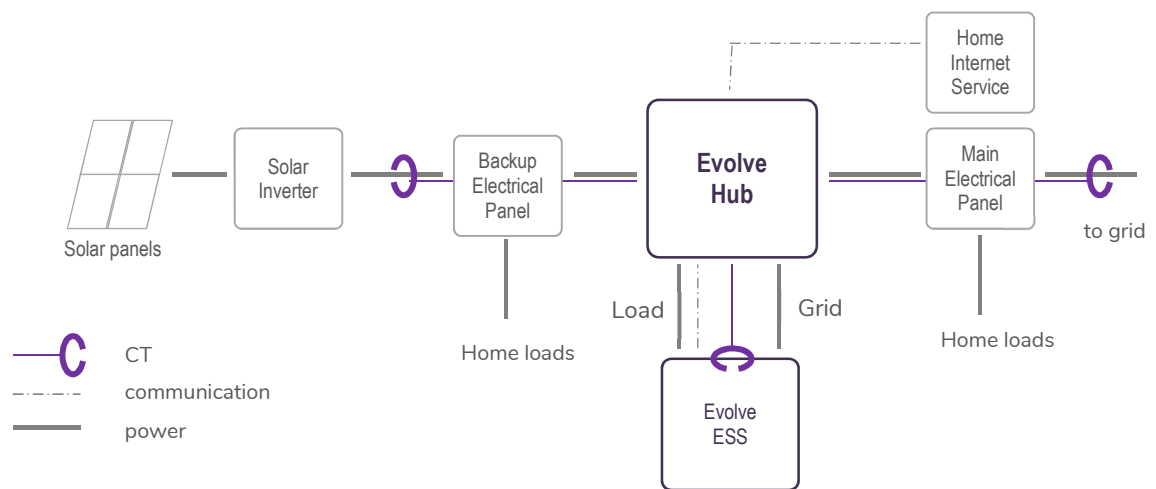 Home
Internet
Service
Solar
Inverter
Backup
Electrical
Panel
Evolve
Hub
Main
Electrical
Panel
Solar panels
to grid
Load
Grid
Home loads
Home loads
CT
communication
power
Evolve
ESS